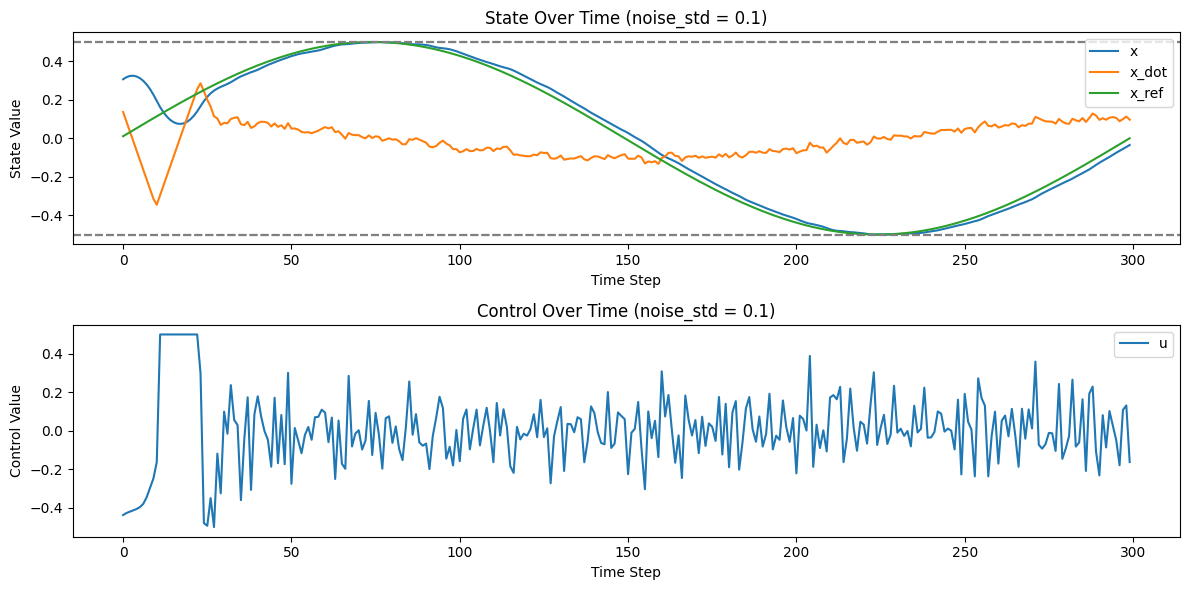 State Over Time (noise_std = 0.1)
State Value
0.4
0.2
0.0
−0.2
−0.4
x
x_dot
x_ref
0 50 100 150 200 250 300
Time Step
Control Over Time (noise_std = 0.1)
Control Value
0.4
0.2
0.0
−0.2
−0.4
u
0 50 100 150 200 250 300
Time Step